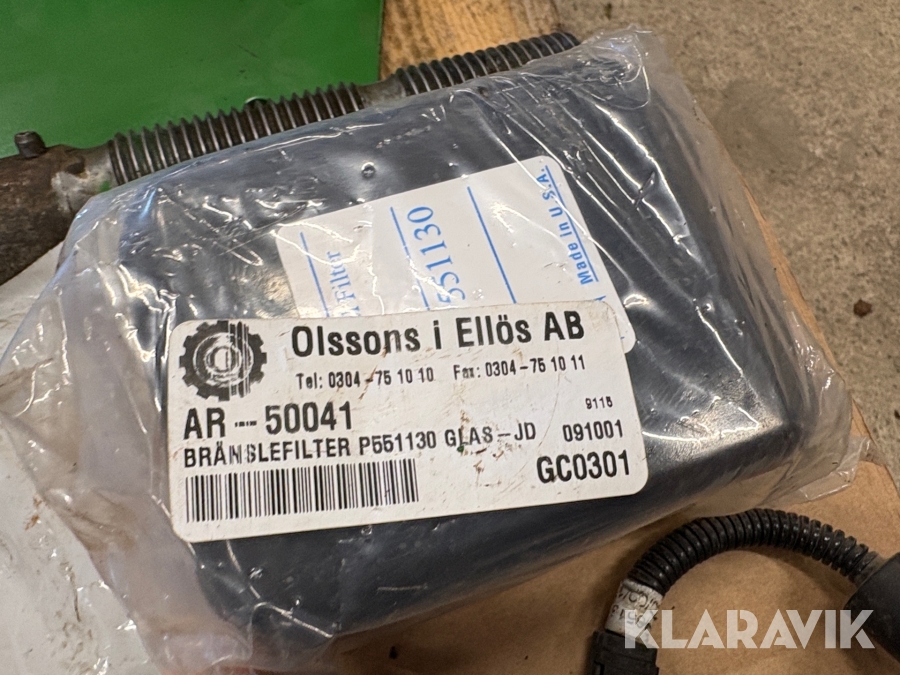 Filter
551130
Made in U.S.A.
Olssons i Ellös AB
Tel: 0304-75 10 10 Fax: 0304-75 10 11
AR--50041
9115
BRÄNSLEFILTER P551130 GLAS-JD 091001
GC0301
KLARAVIK